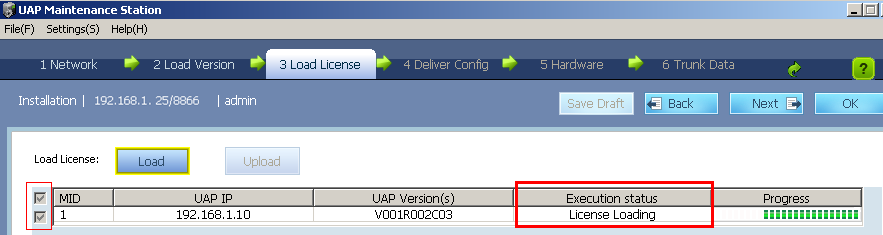 UAP Maintenance Station
File(F) Settings(S) Help(H)
1 Network 2 Load Version 3 Load License 4 Deliver Config 5 Hardware 6 Trunk Data ?
Installation | 192.168.1. 25/8866 | admin Save Draft Back Next OK
Load License: Load Upload
MID UAP IP UAP Version(s) Execution status Progress
1 192.168.1.10 V001R002C03 License Loading